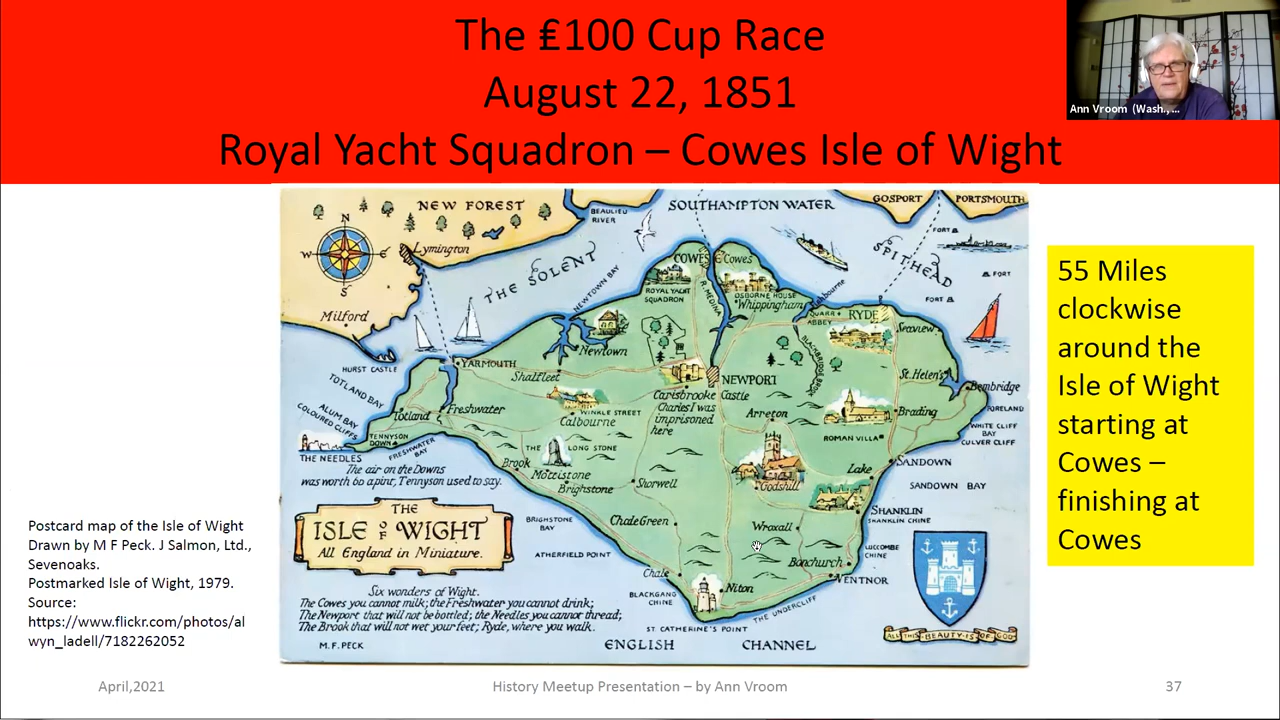 The ₤100 Cup Race
August 22, 1851
Royal Yacht Squadron – Cowes Isle of Wight
Ann Vroom (Wash.,...
NEW FOREST
BEAULIEU
RIVER
SOUTHAMPTON WATER
GOSPORT
PORTSMOUTH
N
W
E
S
Lymington
THE SOLENT
SPITHEAD
FORT
FORT
FORT
Milford
HURST CASTLE
NEWTOWN BAY
COWES
E. Cowes
ROYAL YACHT
SQUADRON
R. MEDINA
OSBORNE HOUSE
Whippingham
Fishbourne
QUARR
ABBEY
RYDE
Seaview
YARMOUTH
Newtown
Shalfleet
TOTLAND BAY
ALUM BAY
COLOURED CLIFFS
Totland
Freshwater
TENNYSON
DOWN
FRESHWATER
BAY
THE NEEDLES
WINKLE STREET
Calbourne
Carisbrooke
Castle
Charles I was
imprisoned
here
NEWPORT
BLACKBRIDGE BROOK
Arreton
St. Helen's
Bembridge
FORELAND
Brading
WHITE CLIFF
BAY
CULVER CLIFF
ROMAN VILLA
THE LONG STONE
Brook
Mottistone
Brighstone
Shorwell
Godshill
Lake
SANDOWN
SANDOWN BAY
SHANKLIN
SHANKLIN CHINE
The air on the Downs
was worth 6d a pint, Tennyson used to say.
THE
ISLE OF WIGHT
All England in Miniature.
BRIGHSTONE
BAY
ATHERFIELD POINT
Chale Green
Wroxall
LUCCOMBE
CHINE
Bonchurch
VENTNOR
Chale
BLACKGANG
CHINE
Niton
THE UNDERCLIFF
ST. CATHERINE'S POINT
Six wonders of Wight.
The Cowes you cannot milk; the Freshwater you cannot drink;
The Newport that will not be bottled; the Needles you cannot thread;
The Brook that will not wet your feet; Ryde, where you walk.
M.F. PECK
ENGLISH CHANNEL
ALL THIS BEAUTY IS OF GOD
55 Miles
clockwise
around the
Isle of Wight
starting at
Cowes –
finishing at
Cowes
Postcard map of the Isle of Wight
Drawn by M F Peck. J Salmon, Ltd.,
Sevenoaks.
Postmarked Isle of Wight, 1979.
Source:
https://www.flickr.com/photos/al
wyn_ladell/7182262052
April,2021
History Meetup Presentation – by Ann Vroom
37